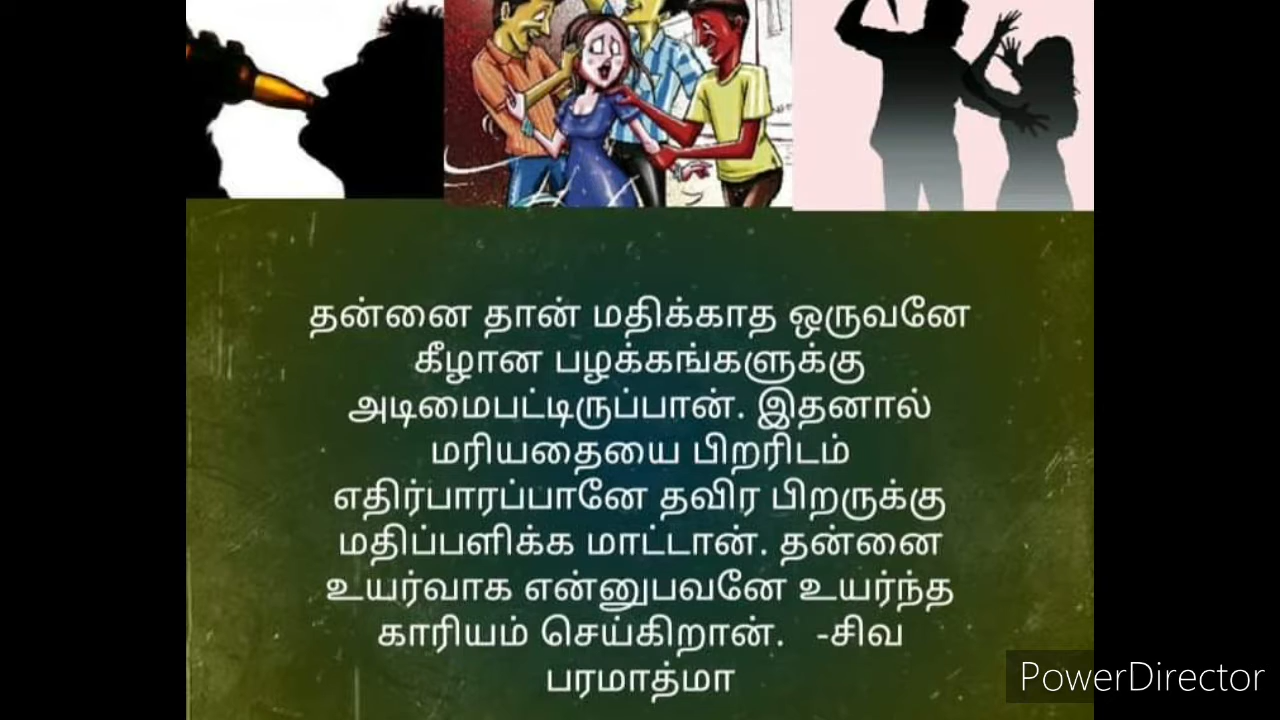 தன்னை தான் மதிக்காத ஒருவனே
கீழான பழக்கங்களுக்கு
அடிமைபட்டிருப்பான். இதனால்
மரியதையை பிறரிடம்
எதிர்பாரப்பானே தவிர பிறருக்கு
மதிப்பளிக்க மாட்டான். தன்னை
உயர்வாக என்னுபவனே உயர்ந்த
காரியம் செய்கிறான். -சிவ
பரமாத்மா
PowerDirector